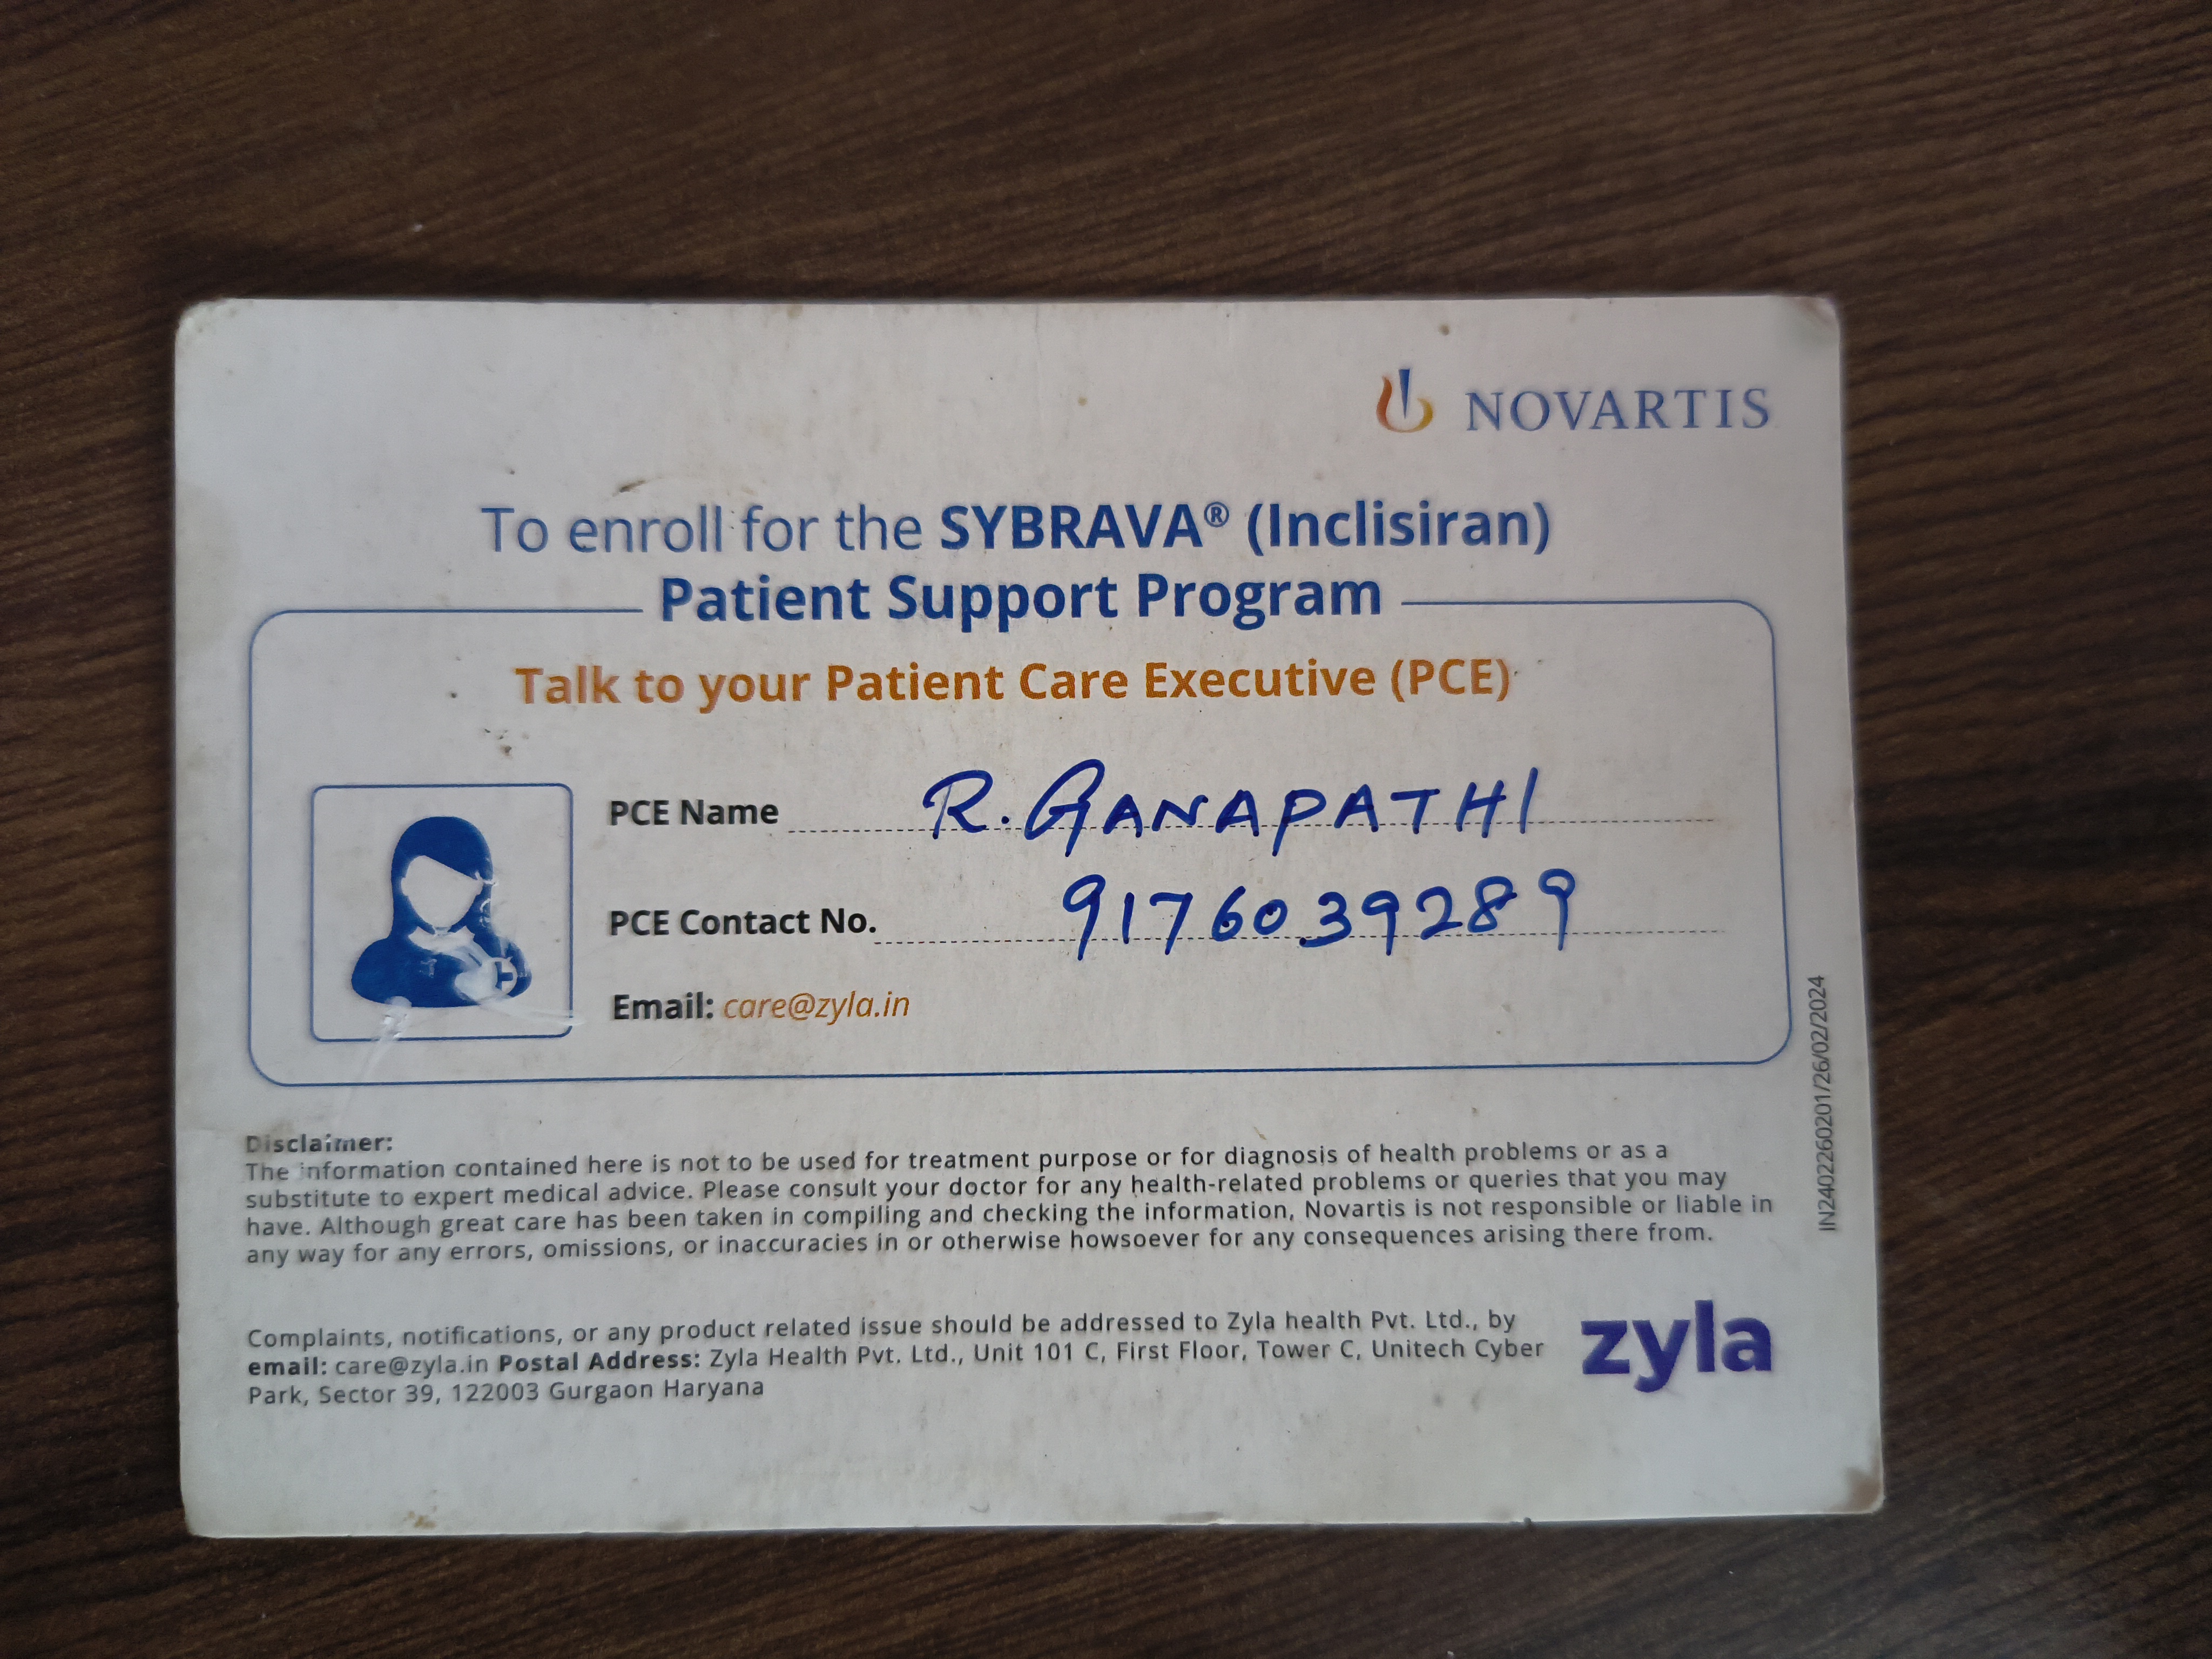 NOVARTIS
To enroll for the SYBRAVA® (Inclisiran)
Patient Support Program
Talk to your Patient Care Executive (PCE)
PCE Name R. GANAPATHI
PCE Contact No. 9176039289
Email: care@zyla.in
Disclaimer:
The information contained here is not to be used for treatment purpose or for diagnosis of health problems or as a
substitute to expert medical advice. Please consult your doctor for any health-related problems or queries that you may
have. Although great care has been taken in compiling and checking the information, Novartis is not responsible or liable in
any way for any errors, omissions, or inaccuracies in or otherwise howsoever for any consequences arising there from.
Complaints, notifications, or any product related issue should be addressed to Zyla health Pvt. Ltd., by
email: care@zyla.in Postal Address: Zyla Health Pvt. Ltd., Unit 101 C, First Floor, Tower C, Unitech Cyber
Park, Sector 39, 122003 Gurgaon Haryana
zyla
IN2402260201/26/02/2024